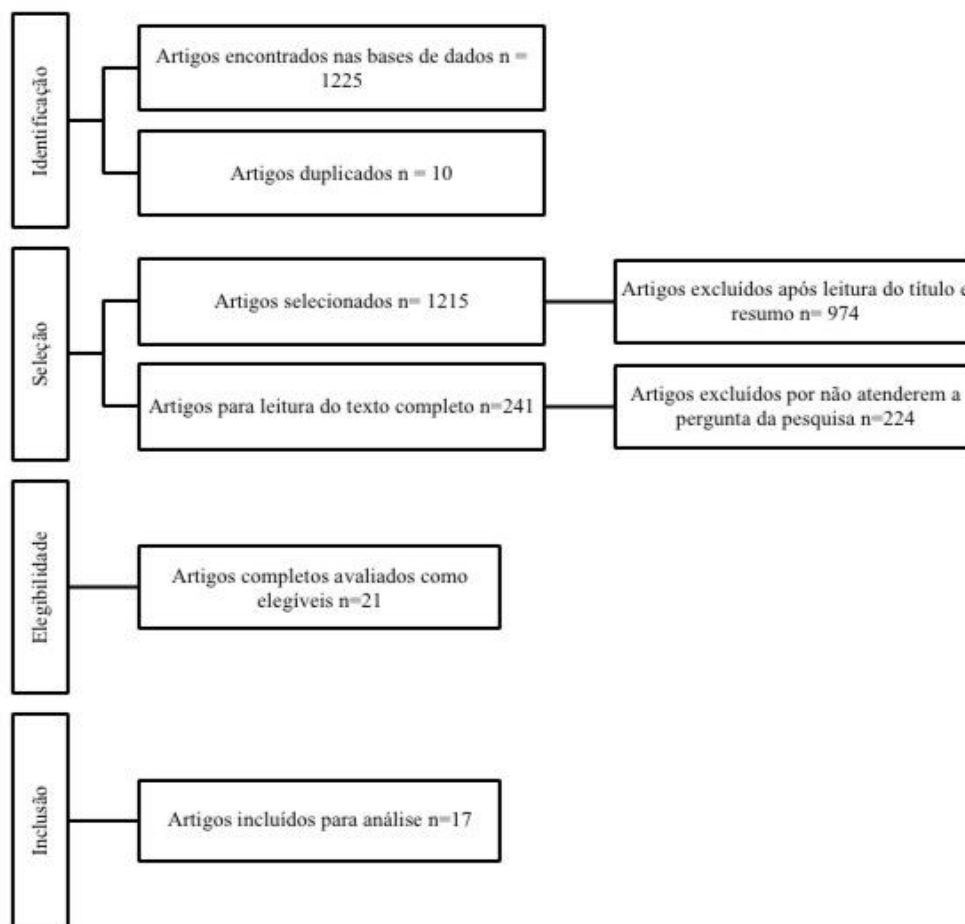 Identificação
Artigos encontrados nas bases de dados n =
1225
Artigos duplicados n = 10
Seleção
Artigos selecionados n= 1215
Artigos excluídos após leitura do título e
resumo n= 974
Artigos para leitura do texto completo n=241
Artigos excluídos por não atenderem a
pergunta da pesquisa n=224
Elegibilidade
Artigos completos avaliados como
elegíveis n=21
Inclusão
Artigos incluídos para análise n=17